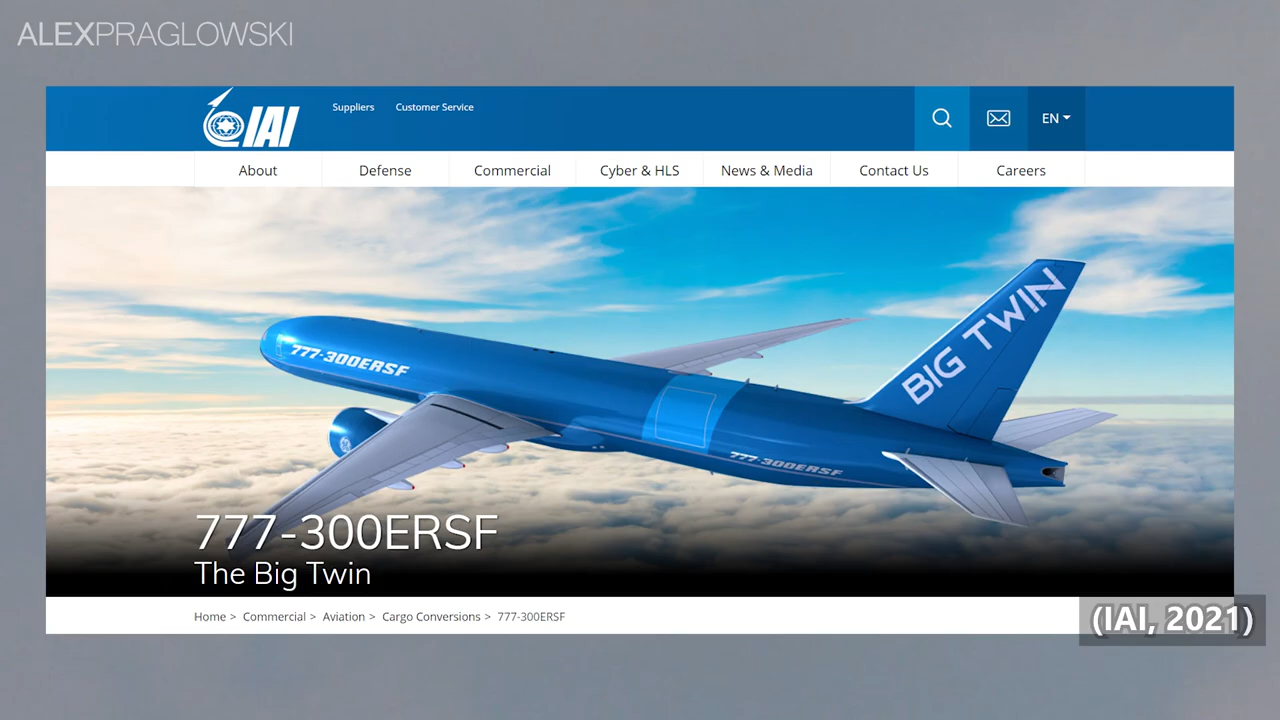 ALEXPRAGLOWSKI
IAI
Suppliers Customer Service
EN
About Defense Commercial Cyber & HLS News & Media Contact Us Careers
BIG TWIN
777-300ERSF
777-300ERSF
777-300ERSF
The Big Twin
Home > Commercial > Aviation > Cargo Conversions > 777-300ERSF
(IAI, 2021)